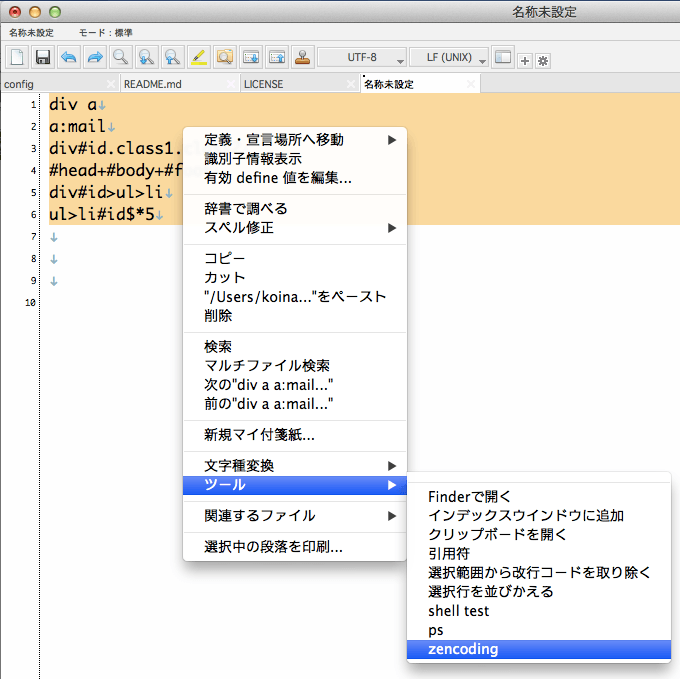 名称未設定
名称未設定 モード：標準
UTF-8 LF (UNIX)
config README.md LICENSE 名称未設定
1 div a↓
2 a:mail↓
3 div#id.class1.
4 #head+#body+#f
5 div#id>ul>li↓
6 ul>li#id$*5↓
7 ↓
8 ↓
9 ↓
10
定義・宣言場所へ移動
識別子情報表示
有効 define 値を編集...
辞書で調べる
スペル修正
コピー
カット
"/Users/koina..."をペースト
削除
検索
マルチファイル検索
次の"div a a:mail..."
前の"div a a:mail..."
新規マイ付箋紙...
文字種変換
ツール
関連するファイル
選択中の段落を印刷...
Finderで開く
インデックスウインドウに追加
クリップボードを開く
引用符
選択範囲から改行コードを取り除く
選択行を並びかえる
shell test
ps
zencoding